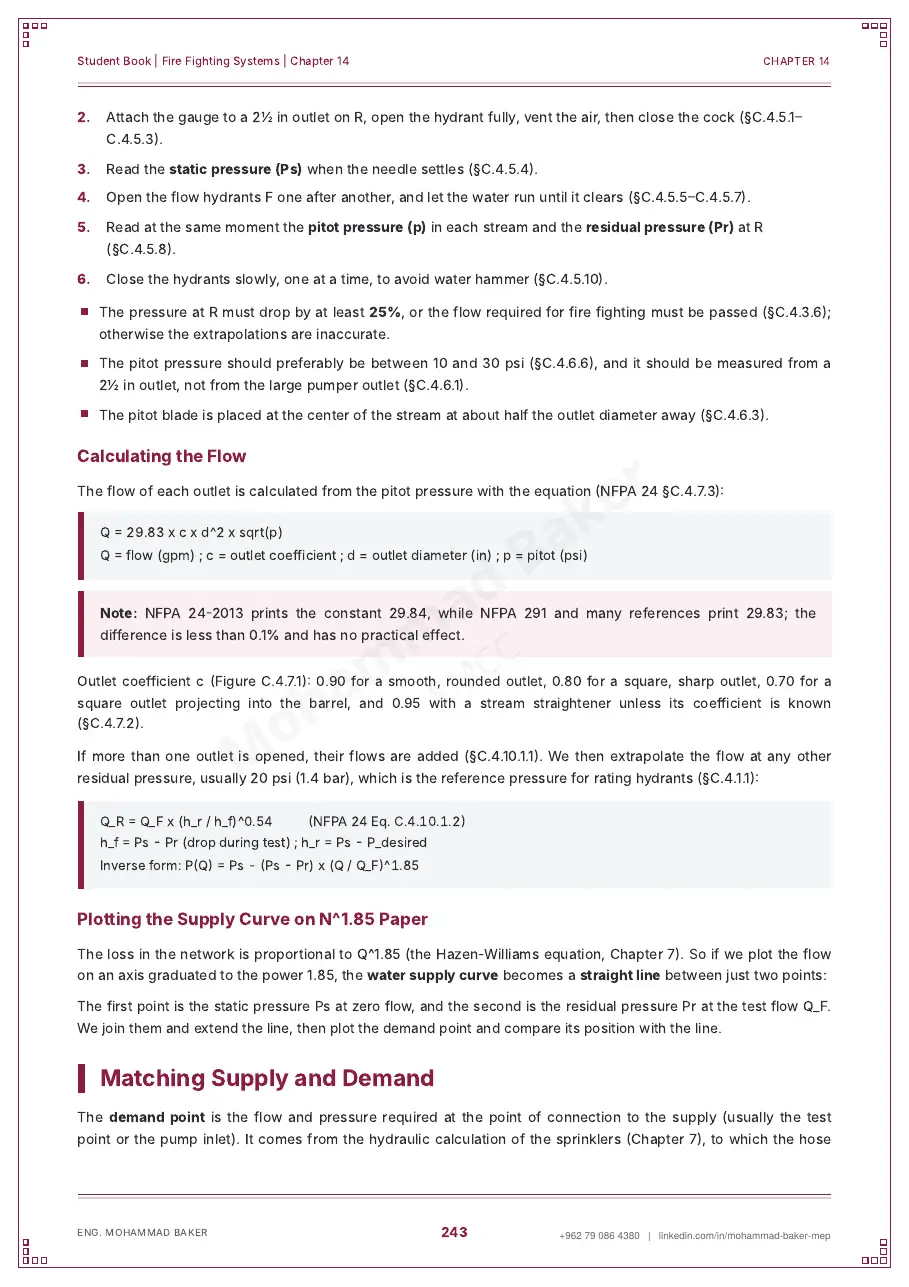 Student Book | Fire Fighting Systems | Chapter 14
CHAPTER 14
2. Attach the gauge to a 2½ in outlet on R, open the hydrant fully, vent the air, then close the cock (§C.4.5.1–
C.4.5.3).
3. Read the static pressure (Ps) when the needle settles (§C.4.5.4).
4. Open the flow hydrants F one after another, and let the water run until it clears (§C.4.5.5–C.4.5.7).
5. Read at the same moment the pitot pressure (p) in each stream and the residual pressure (Pr) at R
(§C.4.5.8).
6. Close the hydrants slowly, one at a time, to avoid water hammer (§C.4.5.10).
■ The pressure at R must drop by at least 25%, or the flow required for fire fighting must be passed (§C.4.3.6);
otherwise the extrapolations are inaccurate.
■ The pitot pressure should preferably be between 10 and 30 psi (§C.4.6.6), and it should be measured from a
2½ in outlet, not from the large pumper outlet (§C.4.6.1).
■ The pitot blade is placed at the center of the stream at about half the outlet diameter away (§C.4.6.3).
Calculating the Flow
The flow of each outlet is calculated from the pitot pressure with the equation (NFPA 24 §C.4.7.3):
Q = 29.83 x c x d^2 x sqrt(p)
Q = flow (gpm) ; c = outlet coefficient ; d = outlet diameter (in) ; p = pitot (psi)
Note: NFPA 24-2013 prints the constant 29.84, while NFPA 291 and many references print 29.83; the
difference is less than 0.1% and has no practical effect.
Outlet coefficient c (Figure C.4.7.1): 0.90 for a smooth, rounded outlet, 0.80 for a square, sharp outlet, 0.70 for a
square outlet projecting into the barrel, and 0.95 with a stream straightener unless its coefficient is known
(§C.4.7.2).
If more than one outlet is opened, their flows are added (§C.4.10.1.1). We then extrapolate the flow at any other
residual pressure, usually 20 psi (1.4 bar), which is the reference pressure for rating hydrants (§C.4.1.1):
Q_R = Q_F x (h_r / h_f)^0.54 (NFPA 24 Eq. C.4.10.1.2)
h_f = Ps - Pr (drop during test) ; h_r = Ps - P_desired
Inverse form: P(Q) = Ps - (Ps - Pr) x (Q / Q_F)^1.85
Plotting the Supply Curve on N^1.85 Paper
The loss in the network is proportional to Q^1.85 (the Hazen-Williams equation, Chapter 7). So if we plot the flow
on an axis graduated to the power 1.85, the water supply curve becomes a straight line between just two points:
The first point is the static pressure Ps at zero flow, and the second is the residual pressure Pr at the test flow Q_F.
We join them and extend the line, then plot the demand point and compare its position with the line.
Matching Supply and Demand
The demand point is the flow and pressure required at the point of connection to the supply (usually the test
point or the pump inlet). It comes from the hydraulic calculation of the sprinklers (Chapter 7), to which the hose
ENG. MOHAMMAD BAKER
243
+962 79 086 4380 | linkedin.com/in/mohammad-baker-mep
Mohammad Baker